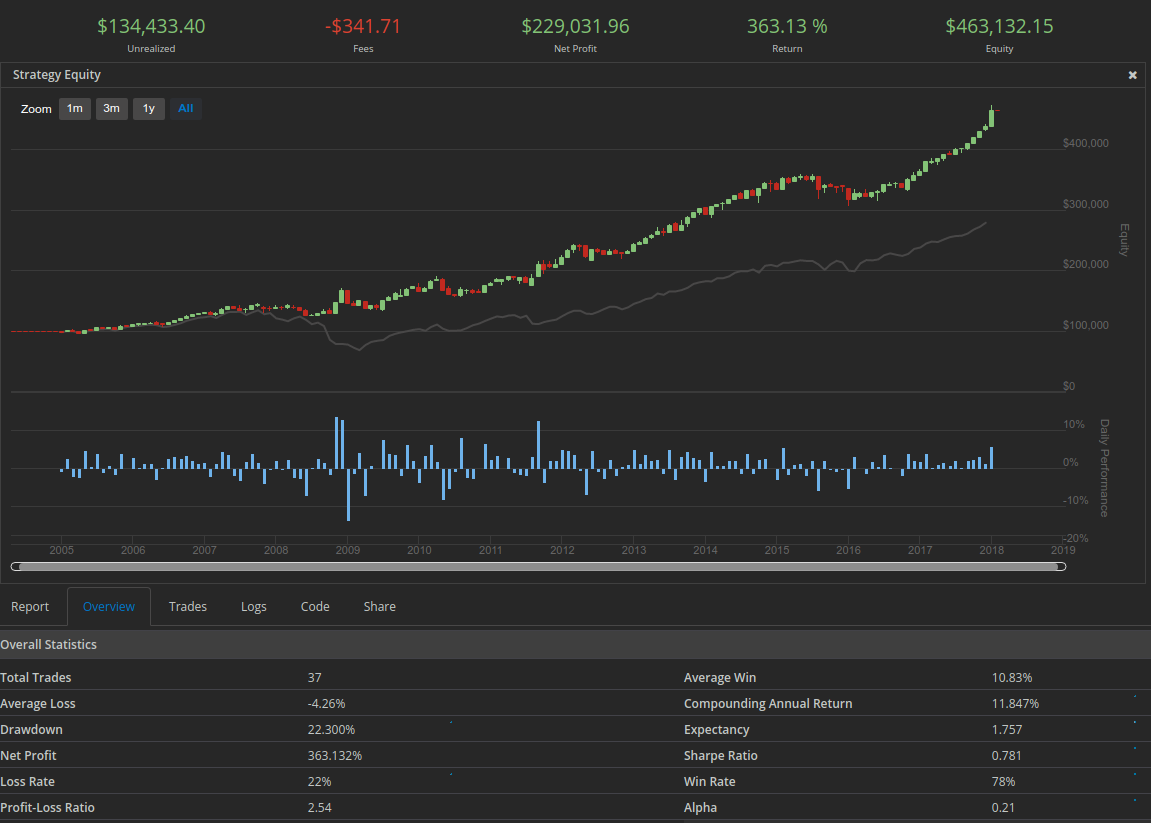 $134,433.40 -$341.71 $229,031.96 363.13 % $463,132.15
Unrealized Fees Net Profit Return Equity
Strategy Equity ✖
Zoom 1m 3m 1y All
$400,000
$300,000
Equity
$200,000
$100,000
$0
10%
Daily Performance
0%
-10%
-20%
2005 2006 2007 2008 2009 2010 2011 2012 2013 2014 2015 2016 2017 2018 2019
Report Overview Trades Logs Code Share
Overall Statistics
Total Trades 37 Average Win 10.83%
Average Loss -4.26% Compounding Annual Return 11.847%
Drawdown 22.300% Expectancy 1.757
Net Profit 363.132% Sharpe Ratio 0.781
Loss Rate 22% Win Rate 78%
Profit-Loss Ratio 2.54 Alpha 0.21